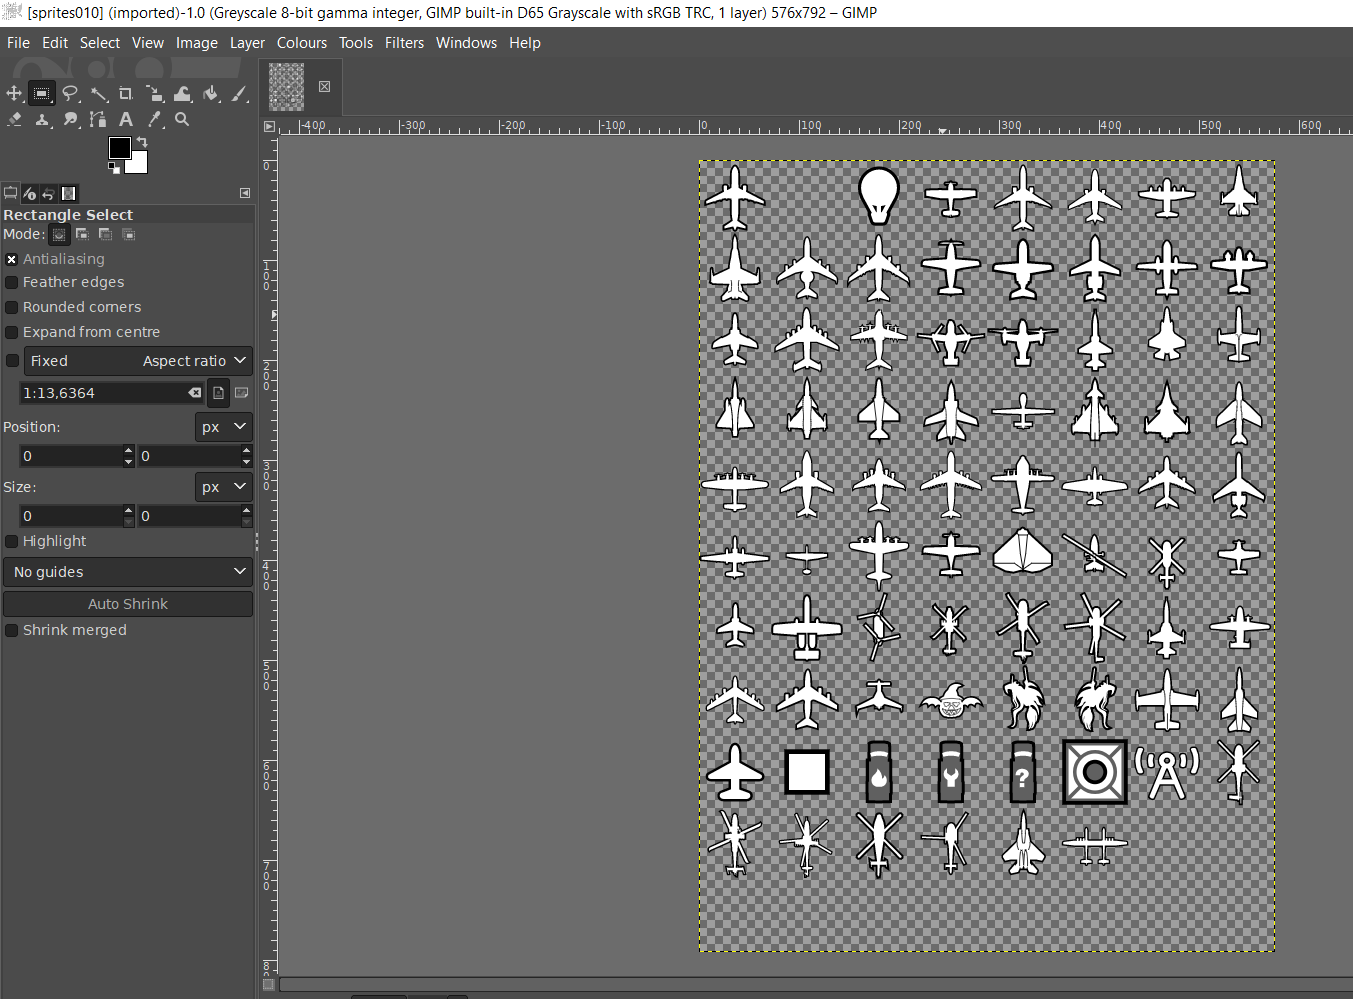 [sprites010] (imported)-1.0 (Greyscale 8-bit gamma integer, GIMP built-in D65 Grayscale with sRGB TRC, 1 layer) 576x792 – GIMP
File Edit Select View Image Layer Colours Tools Filters Windows Help
-400 -300 -200 -100 0 100 200 300 400 500 600
0
100
200
300
400
500
600
700
8
Rectangle Select
Mode:
Antialiasing
Feather edges
Rounded corners
Expand from centre
Fixed Aspect ratio
1:13,6364
Position: px
0 0
Size: px
0 0
Highlight
No guides
Auto Shrink
Shrink merged
?